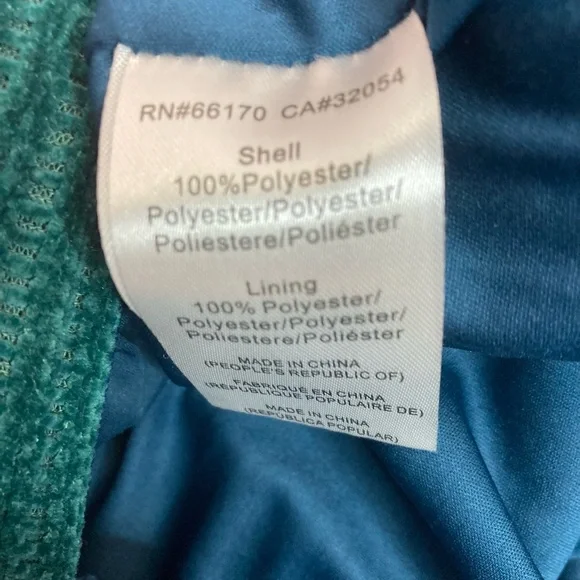 RN#66170 CA#32054
Shell
100%Polyester/
Polyester/Polyester/
Poliestere/Poliéster
Lining
100% Polyester/
Polyester/Polyester/
Poliestere/Poliéster
MADE IN CHINA
(PEOPLE'S REPUBLIC OF)
FABRIQUÉ EN CHINA
(RÉPUBLIQUE POPULAIRE DE)
MADE IN CHINA
(REPÚBLICA POPULAR)